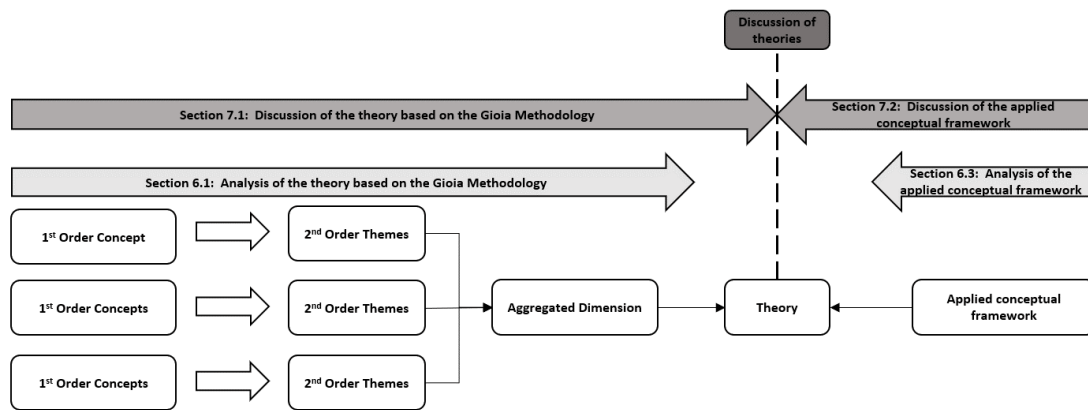 Discussion of
theories
Section 7.1:  Discussion of the theory based on the Gioia Methodology
Section 7.2:  Discussion of the applied
conceptual framework
Section 6.1:  Analysis of the theory based on the Gioia Methodology
Section 6.3:  Analysis of the
applied conceptual framework
1st Order Concept
2nd Order Themes
1st Order Concepts
2nd Order Themes
Aggregated Dimension
Theory
Applied conceptual
framework
1st Order Concepts
2nd Order Themes